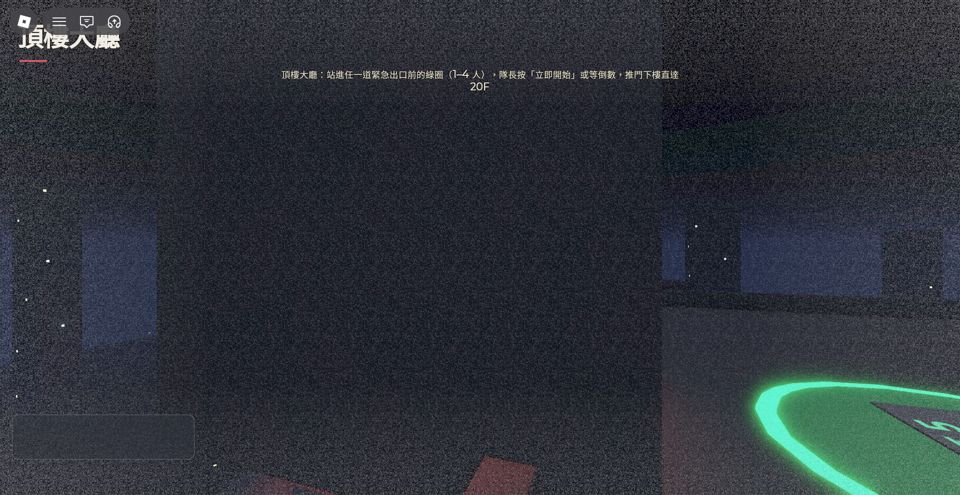 頂樓大廳
頂樓大廳：站進任一道緊急出口前的綠圈（1–4 人），隊長按「立即開始」或等倒數，推門下樓直達
20F